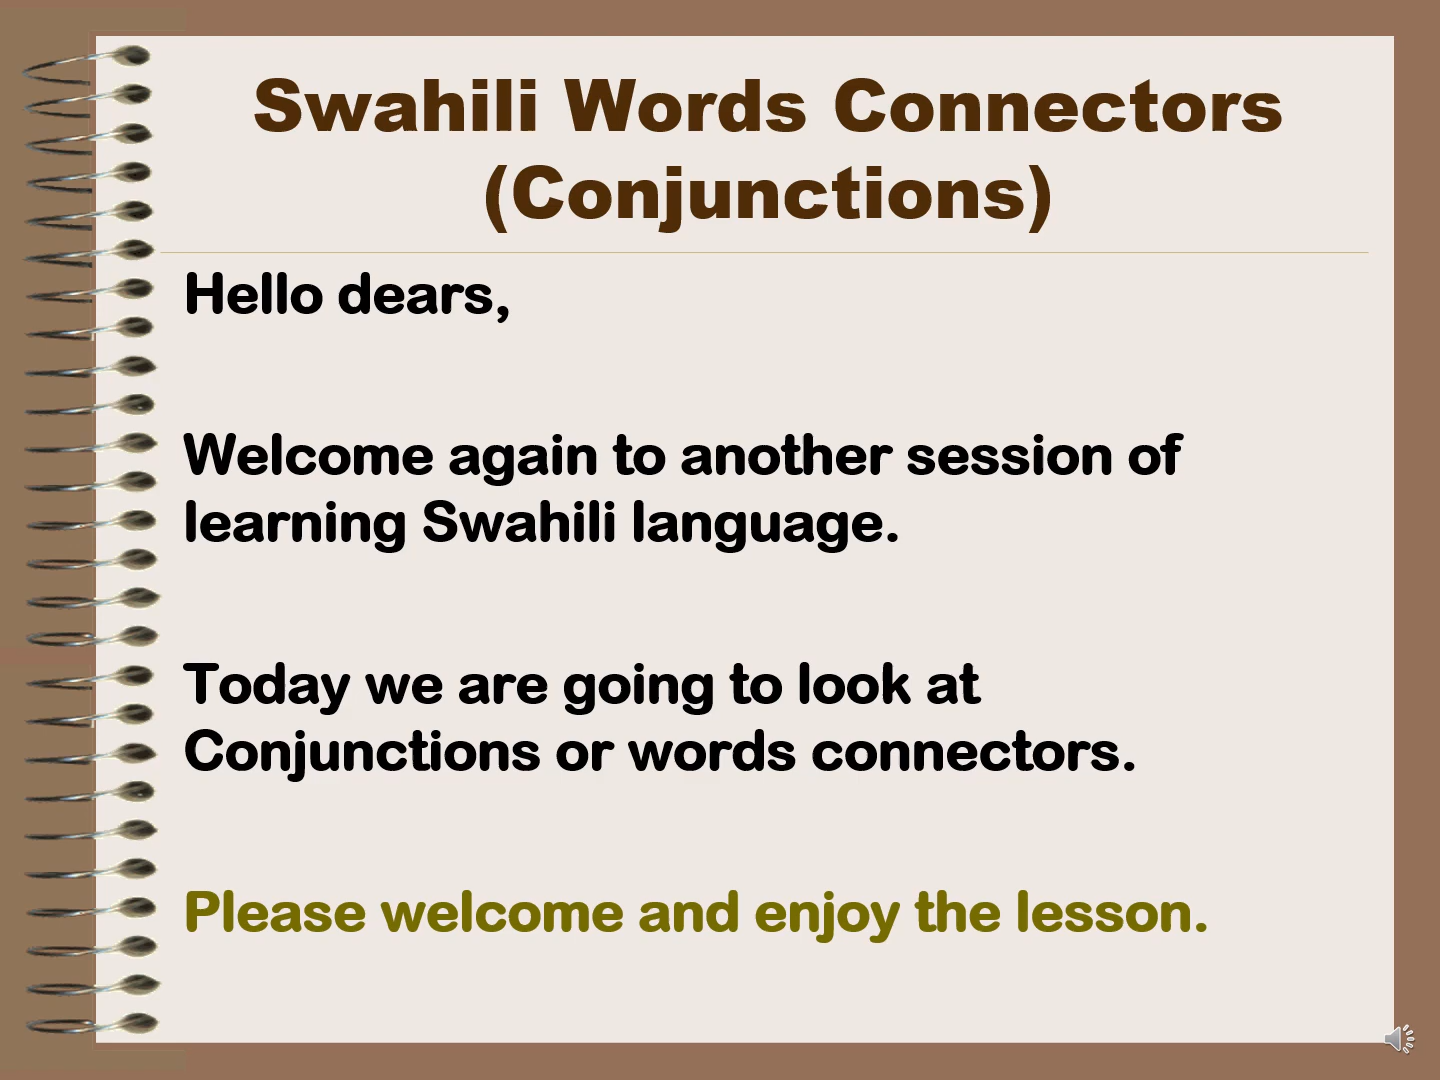 Swahili Words Connectors
(Conjunctions)
Hello dears,
Welcome again to another session of
learning Swahili language.
Today we are going to look at
Conjunctions or words connectors.
Please welcome and enjoy the lesson.